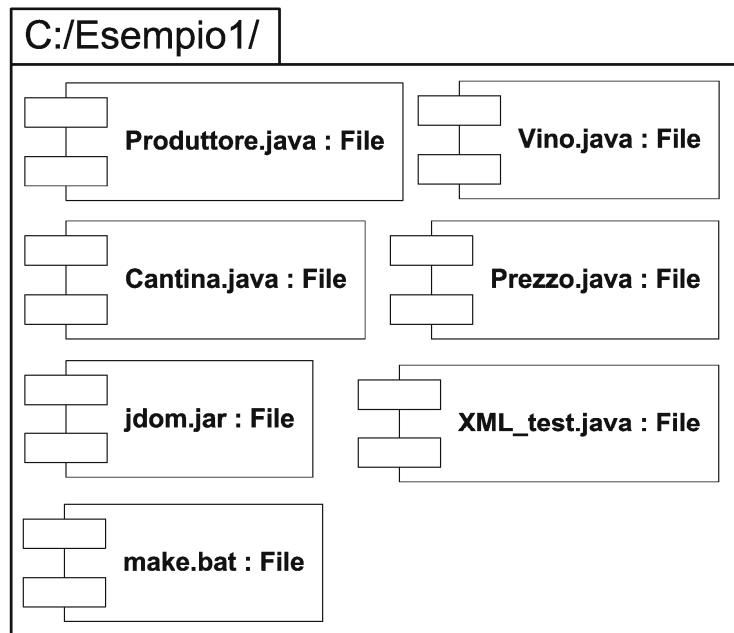 C:/Esempio1/
Produttore.java : File
Vino.java : File
Cantina.java : File
Prezzo.java : File
jdom.jar : File
XML_test.java : File
make.bat : File